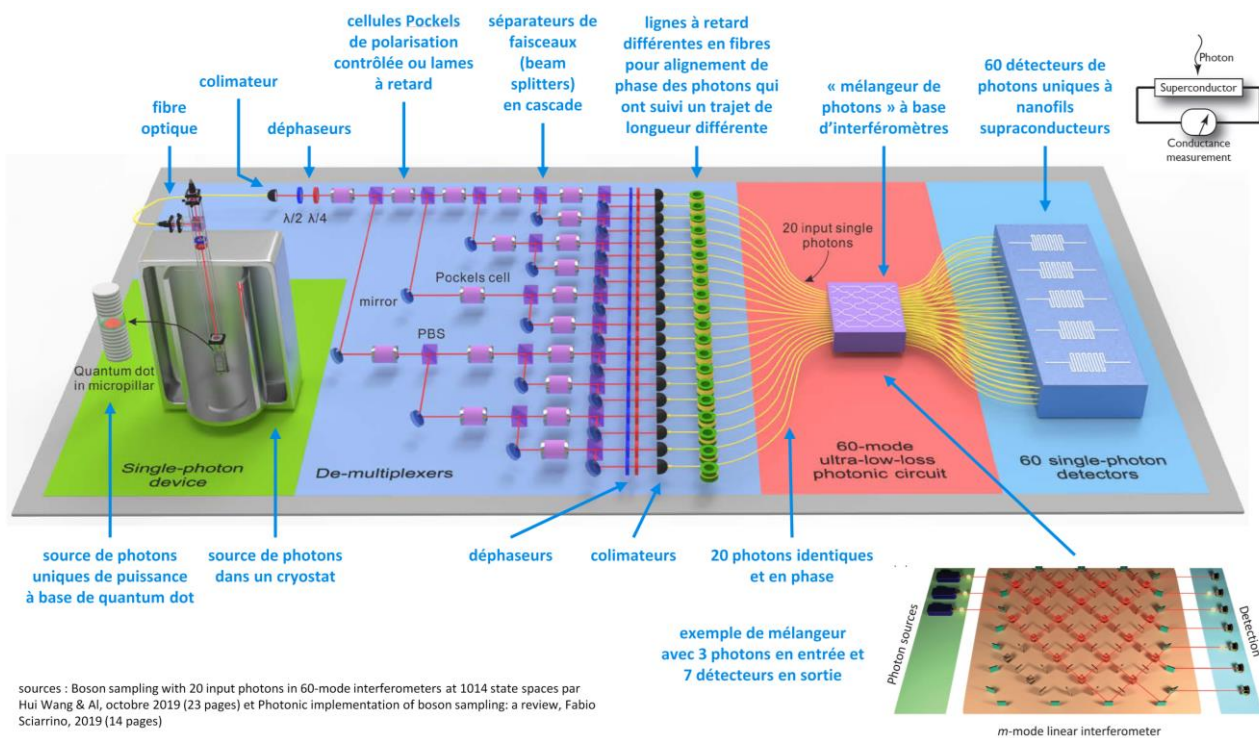 cellules Pockels
de polarisation
contrôlée ou lames
à retard
séparateurs de
faisceaux
(beam
splitters)
en cascade
lignes à retard
différentes en fibres
pour alignement de
phase des photons qui
ont suivi un trajet de
longueur différente
« mélangeur de
photons » à base
d’interféromètres
60 détecteurs de
photons uniques à
nanofils
supraconducteurs
Photon
Superconductor
Conductance
measurement
colimateur
fibre
optique
déphaseurs
λ/2 λ/4
Pockels cell
mirror
PBS
20 input single
photons
Quantum dot
in micropillar
Single-photon
device
De-multiplexers
60-mode
ultra-low-loss
photonic circuit
60 single-photon
detectors
source de photons
uniques de puissance
à base de quantum dot
source de photons
dans un cryostat
déphaseurs
colimateurs
20 photons identiques
et en phase
exemple de mélangeur
avec 3 photons en entrée et
7 détecteurs en sortie
Photon sources
Detection
m-mode linear interferometer
sources : Boson sampling with 20 input photons in 60-mode interferometers at 1014 state spaces par
Hui Wang & Al, octobre 2019 (23 pages) et Photonic implementation of boson sampling: a review, Fabio
Sciarrino, 2019 (14 pages)